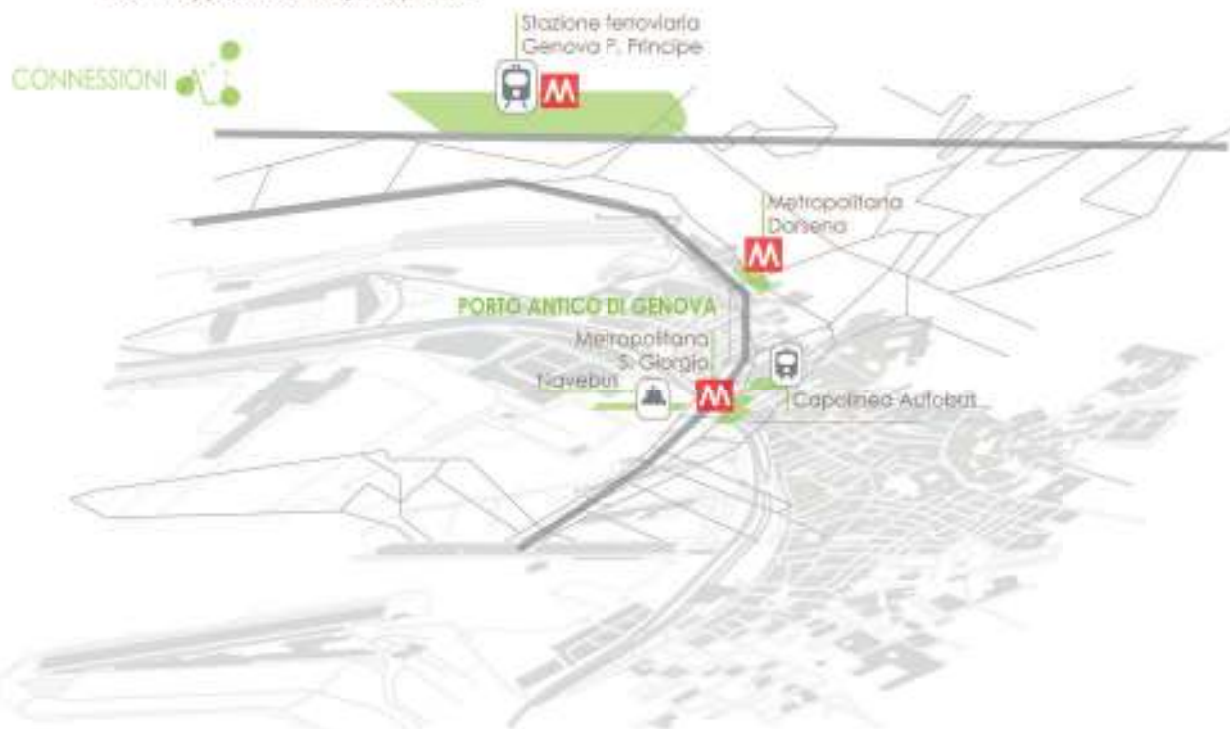 Stazione ferroviaria
Genova P. Principe
CONNESSIONI
M
Metropolitana
Darsena
M
PORTO ANTICO DI GENOVA
Metropolitana
S. Giorgio
Navebus
M
Capolinea Autobus